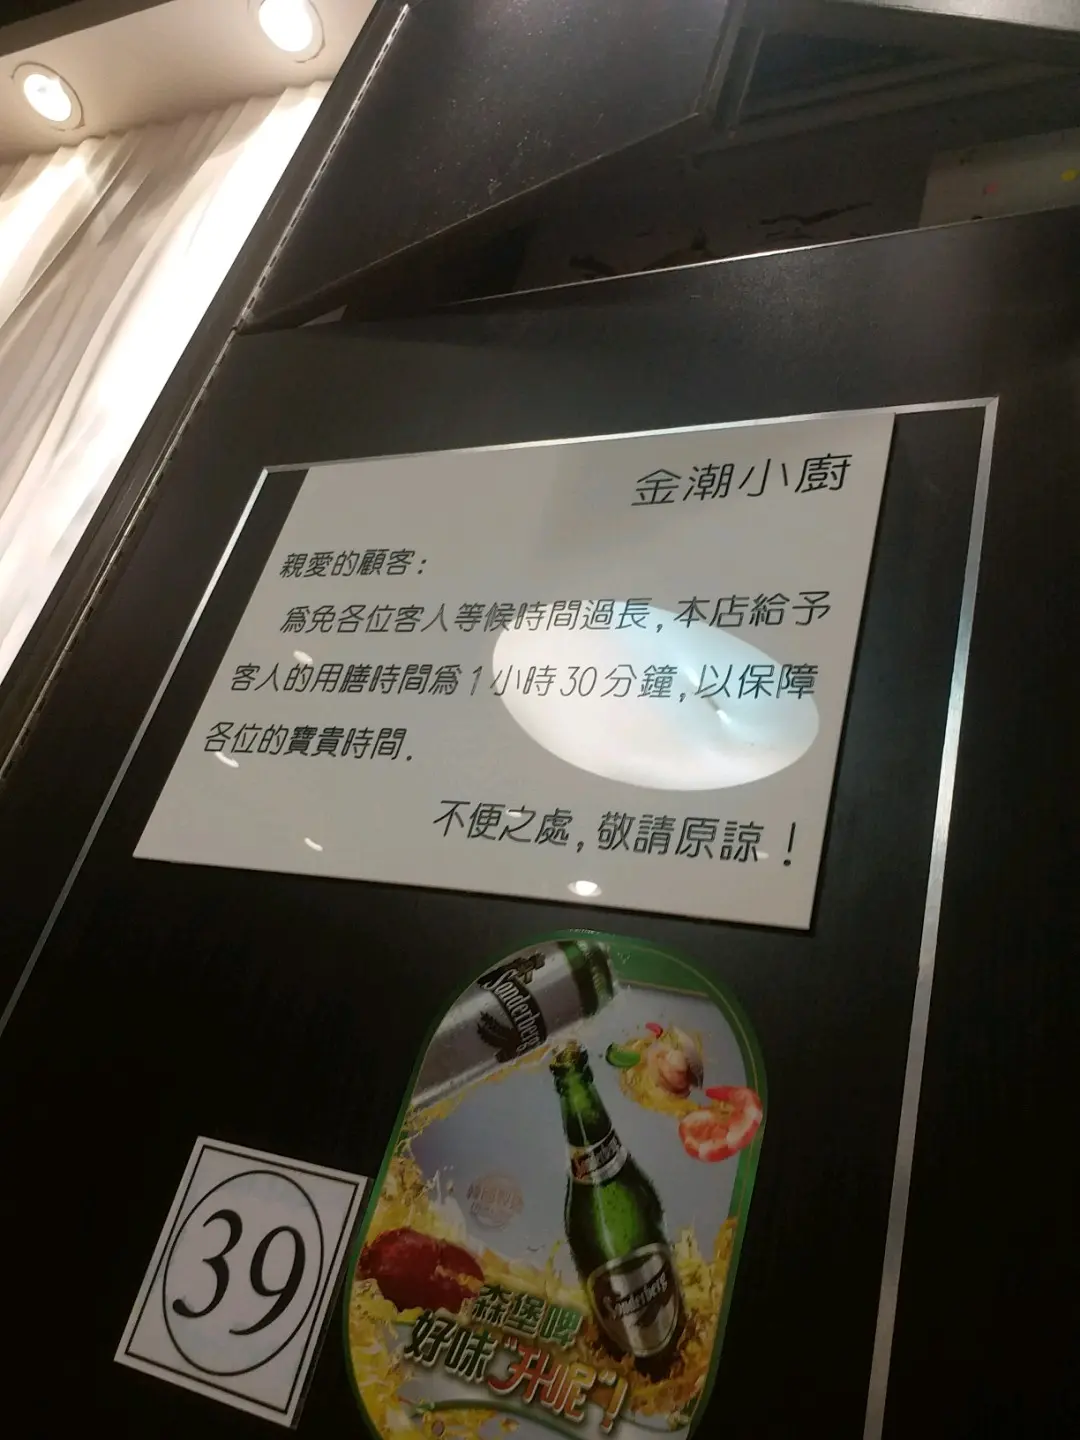 金潮小廚
親愛的顧客:
爲免各位客人等候時間過長,本店給予
客人的用膳時間爲1小時30分鐘,以保障
各位的寶貴時間.
不便之處,敬請原諒!
Sonderberg
Sonderberg
Sonderberg
39
森堡啤
好味"升呢"!